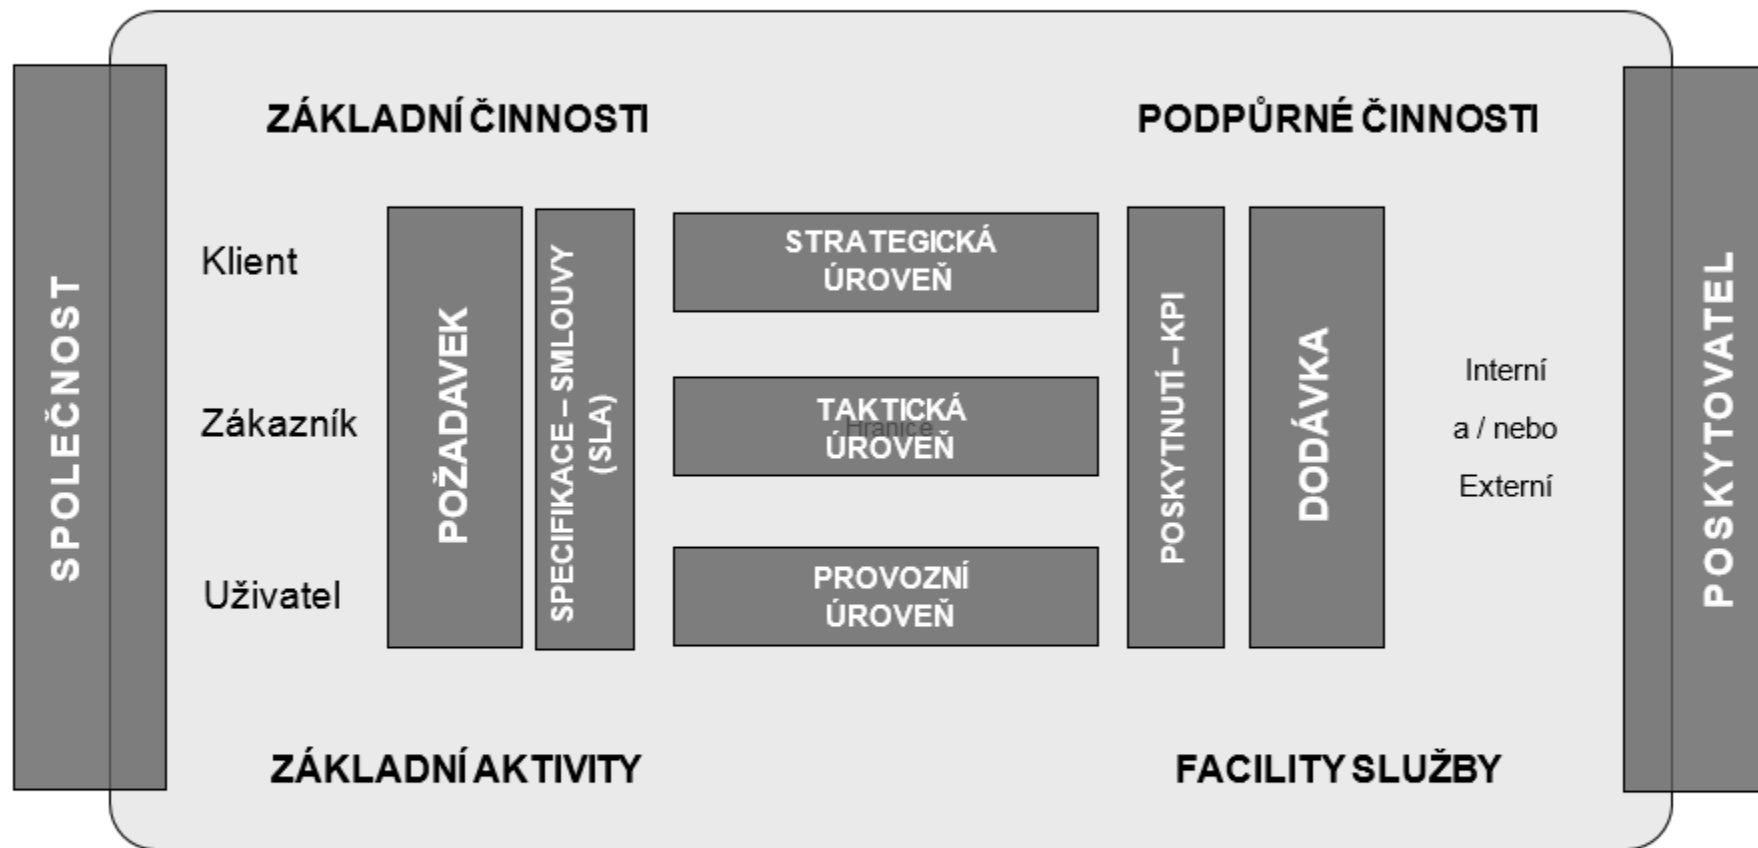 ZÁKLADNÍ ČINNOSTI
PODPŮRNÉ ČINNOSTI
SPOLEČNOST
Klient
Zákazník
Uživatel
POŽADAVEK
SPECIFIKACE – SMLOUVY
(SLA)
STRATEGICKÁ
ÚROVEŇ
TAKTICKÁ
Hranice
ÚROVEŇ
PROVOZNÍ
ÚROVEŇ
POSKYTNUTÍ – KPI
DODÁVKA
Interní
a / nebo
Externí
POSKYTOVATEL
ZÁKLADNÍ AKTIVITY
FACILITY SLUŽBY